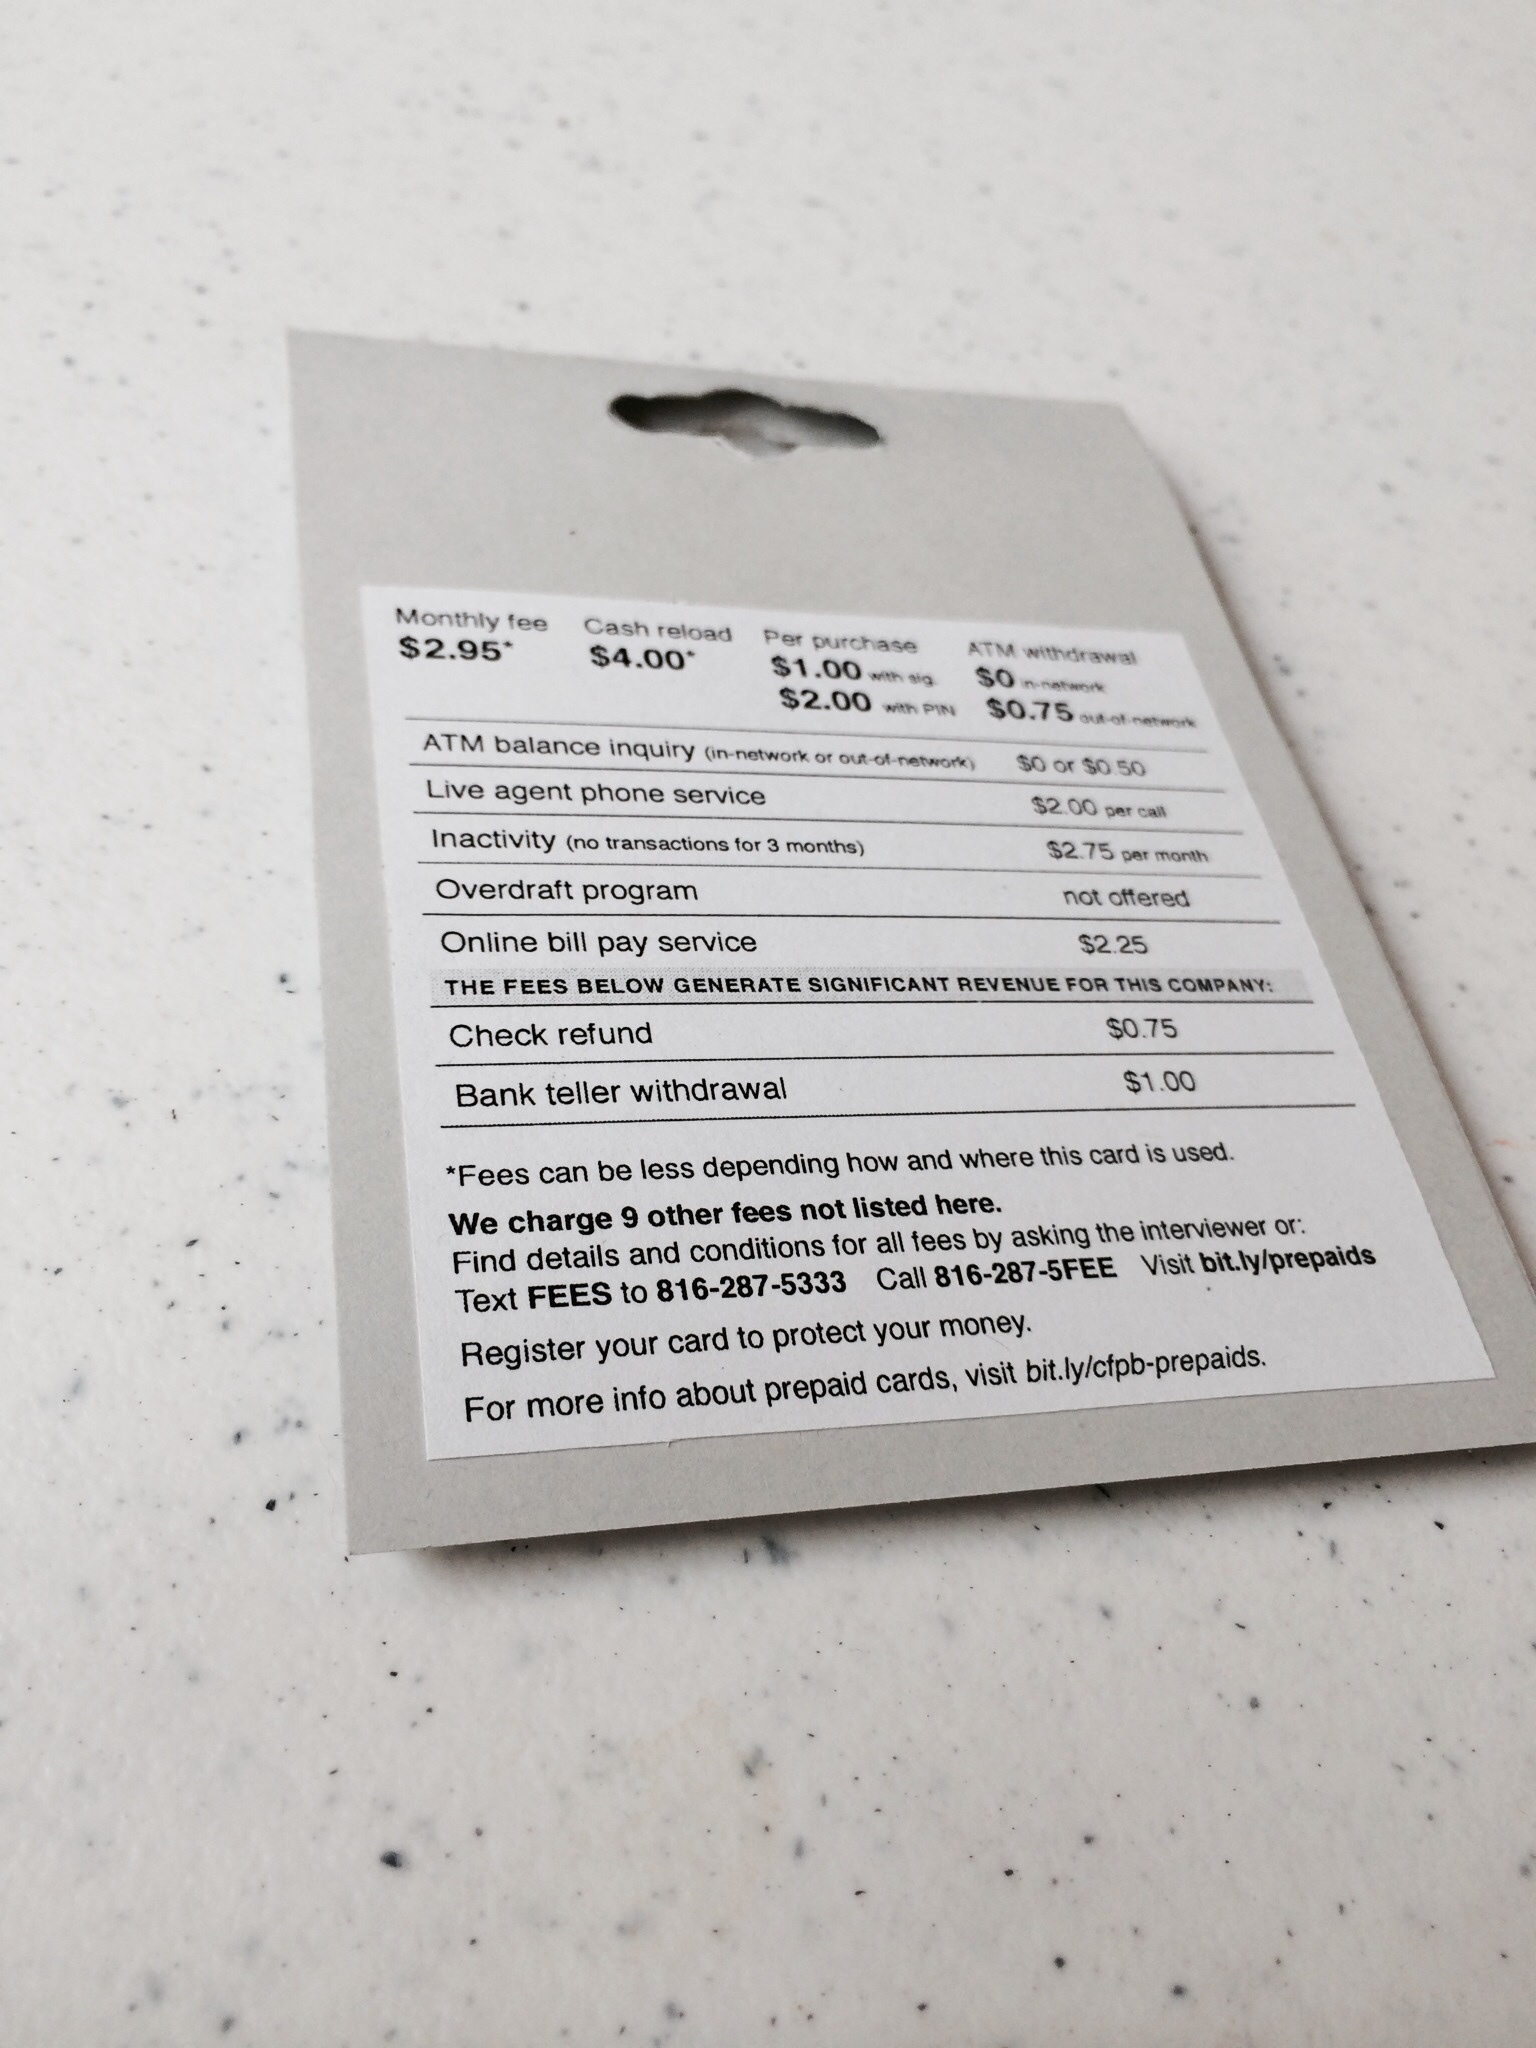 Monthly fee Cash reload Per purchase ATM withdrawal
$2.95* $4.00* $1.00 with sig. $0 in-network
$2.00 with PIN $0.75 out-of-network
ATM balance inquiry (in-network or out-of-network) $0 or $0.50
Live agent phone service $2.00 per call
Inactivity (no transactions for 3 months) $2.75 per month
Overdraft program not offered
Online bill pay service $2.25
THE FEES BELOW GENERATE SIGNIFICANT REVENUE FOR THIS COMPANY:
Check refund $0.75
Bank teller withdrawal $1.00
*Fees can be less depending how and where this card is used.
We charge 9 other fees not listed here.
Find details and conditions for all fees by asking the interviewer or:
Text FEES to 816-287-5333 Call 816-287-5FEE Visit bit.ly/prepaids
Register your card to protect your money.
For more info about prepaid cards, visit bit.ly/cfpb-prepaids.